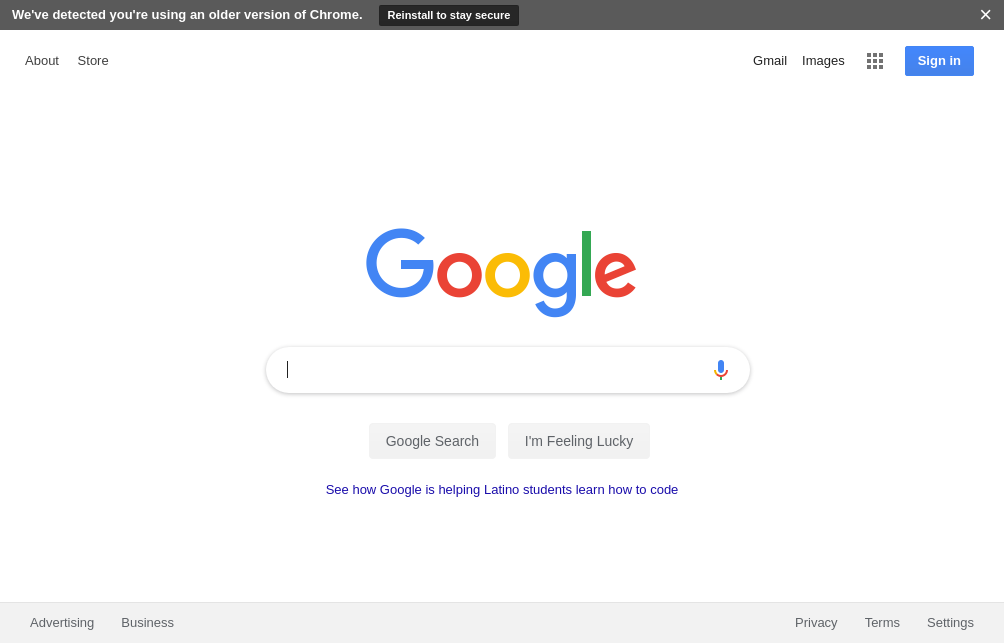 We've detected you're using an older version of Chrome. Reinstall to stay secure
About Store Gmail Images Sign in
Google
Google Search I'm Feeling Lucky
See how Google is helping Latino students learn how to code
Advertising Business Privacy Terms Settings